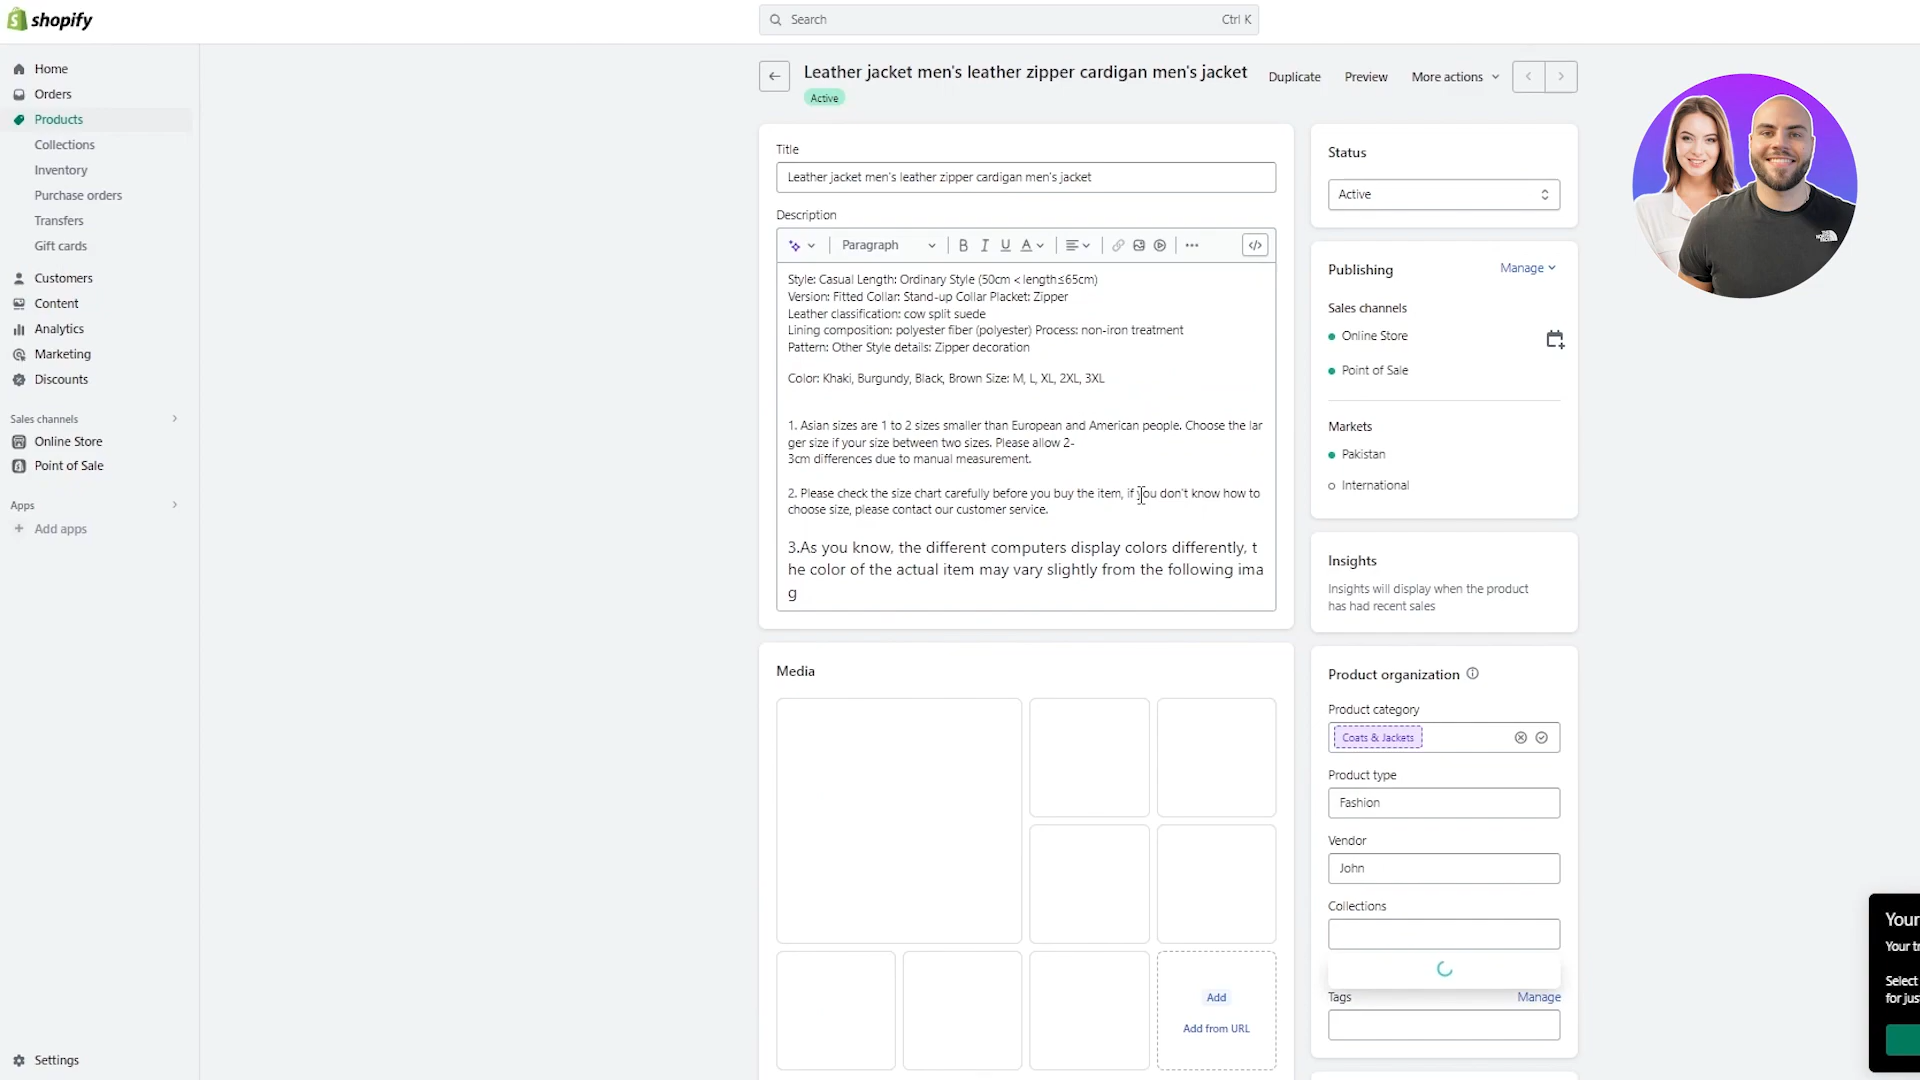 shopify
Search
Ctrl K
Home
Orders
Products
Collections
Inventory
Purchase orders
Transfers
Gift cards
Customers
Content
Analytics
Marketing
Discounts
Sales channels
Online Store
Point of Sale
Apps
Add apps
Settings
Leather jacket men's leather zipper cardigan men's jacket
Duplicate
Preview
More actions
Active
Title
Leather jacket men's leather zipper cardigan men's jacket
Description
Paragraph
B I U A
Style: Casual Length: Ordinary Style (50cm < length≤65cm)
Version: Fitted Collar: Stand-up Collar Placket: Zipper
Leather classification: cow split suede
Lining composition: polyester fiber (polyester) Process: non-iron treatment
Pattern: Other Style details: Zipper decoration
Color: Khaki, Burgundy, Black, Brown Size: M, L, XL, 2XL, 3XL
1. Asian sizes are 1 to 2 sizes smaller than European and American people. Choose the lar
ger size if your size between two sizes. Please allow 2-
3cm differences due to manual measurement.
2. Please check the size chart carefully before you buy the item, if you don't know how to
choose size, please contact our customer service.
3.As you know, the different computers display colors differently, t
he color of the actual item may vary slightly from the following ima
g
Media
Add
Add from URL
Status
Active
Publishing
Manage
Sales channels
Online Store
Point of Sale
Markets
Pakistan
International
Insights
Insights will display when the product
has had recent sales
Product organization
Product category
Coats & Jackets
Product type
Fashion
Vendor
John
Collections
Tags
Manage
THE NORTH FACE
Your
Your tr
Select
for jus